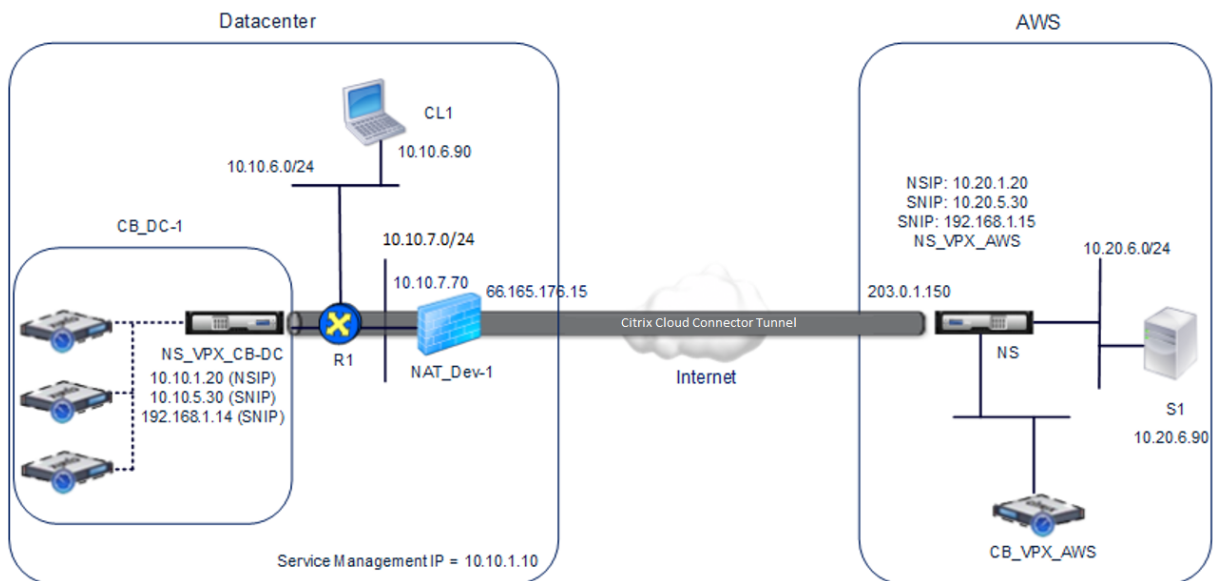 Datacenter
AWS
CL1
10.10.6.90
10.10.6.0/24
CB_DC-1
10.10.7.0/24
10.10.7.70
66.165.176.15
NS_VPX_CB-DC
10.10.1.20 (NSIP)
10.10.5.30 (SNIP)
192.168.1.14 (SNIP)
R1
NAT_Dev-1
Citrix Cloud Connector Tunnel
Internet
203.0.1.150
NSIP: 10.20.1.20
SNIP: 10.20.5.30
SNIP: 192.168.1.15
NS_VPX_AWS
10.20.6.0/24
NS
S1
10.20.6.90
CB_VPX_AWS
Service Management IP = 10.10.1.10